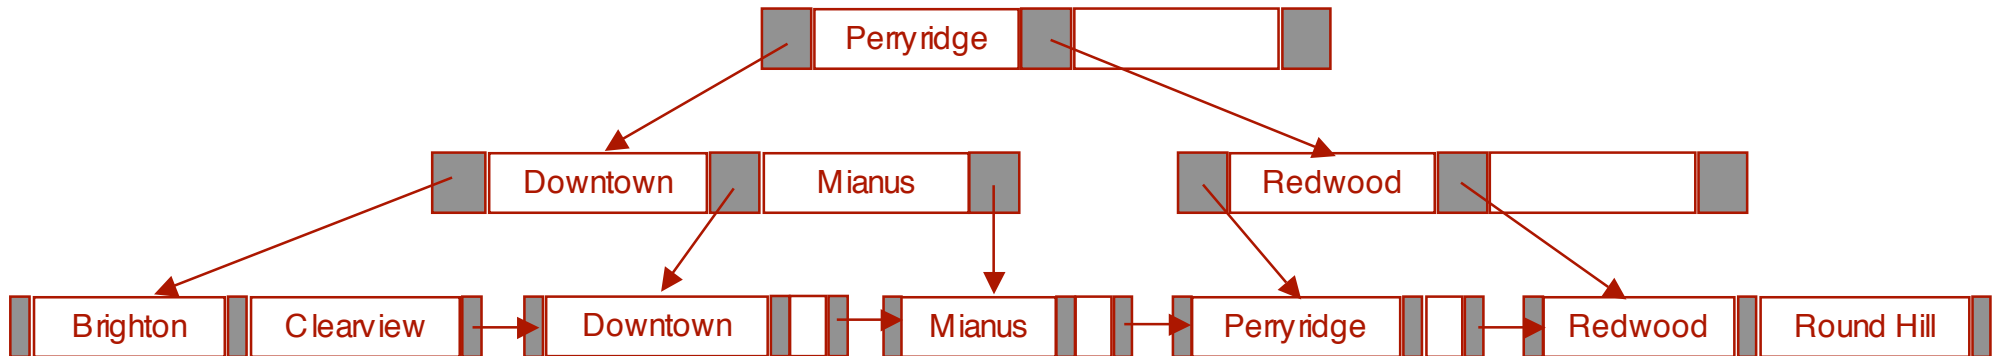 Perryridge
Downtown Mianus Redwood
Brighton Clearview Downtown Mianus Perryridge Redwood Round Hill